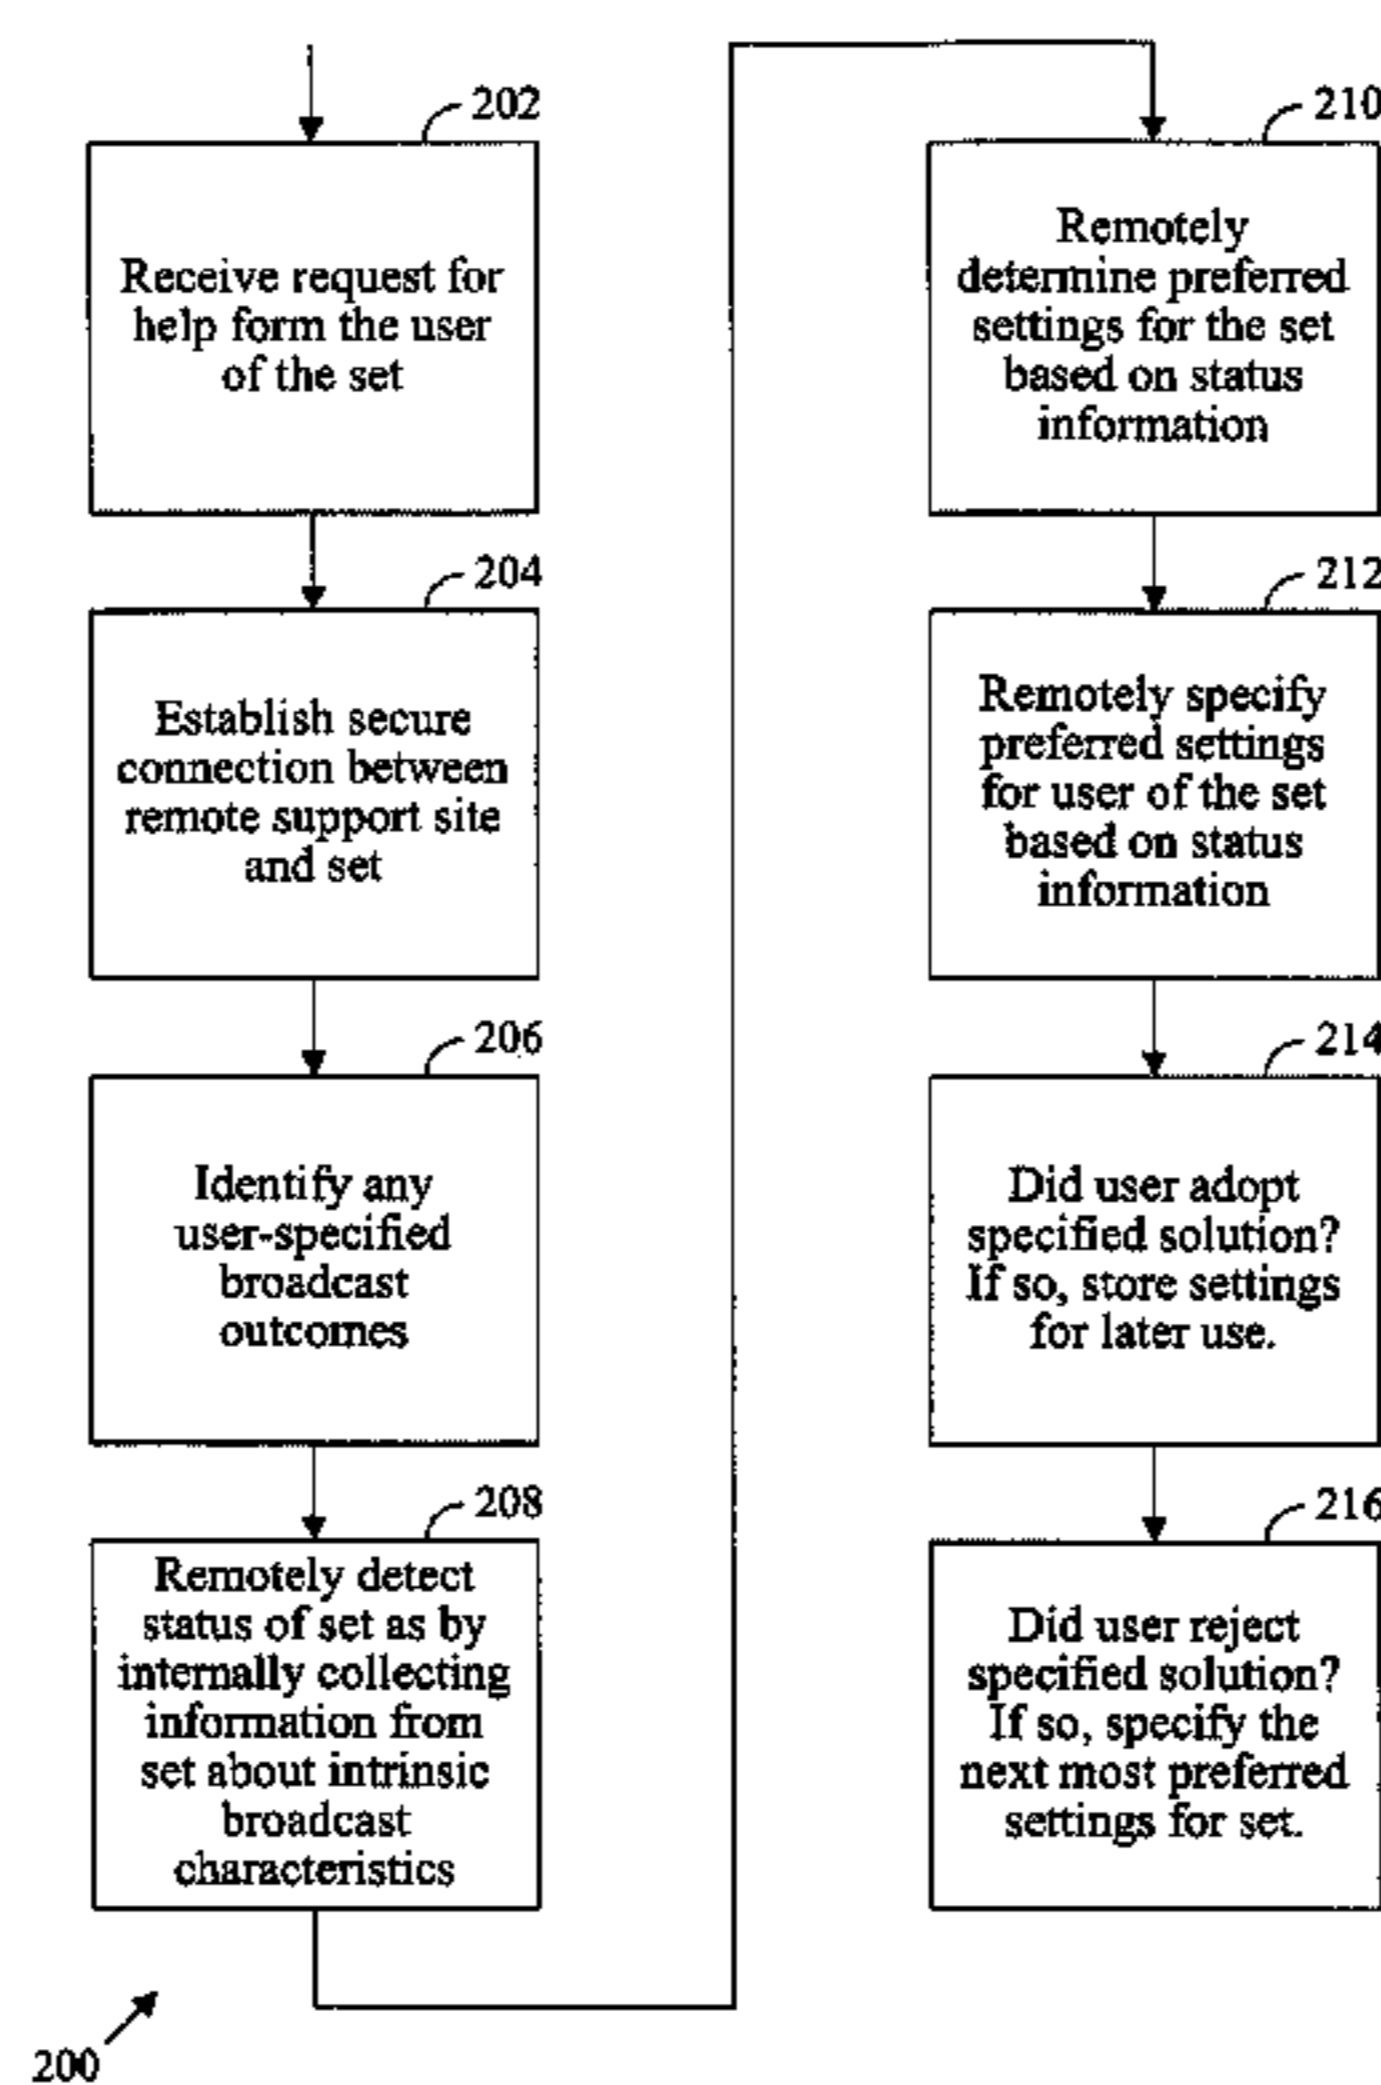 202
Receive request for
help form the user
of the set
204
Establish secure
connection between
remote support site
and set
206
Identify any
user-specified
broadcast
outcomes
208
Remotely detect
status of set as by
internally collecting
information from
set about intrinsic
broadcast
characteristics
200
210
Remotely
determine preferred
settings for the set
based on status
information
212
Remotely specify
preferred settings
for user of the set
based on status
information
214
Did user adopt
specified solution?
If so, store settings
for later use.
216
Did user reject
specified solution?
If so, specify the
next most preferred
settings for set.